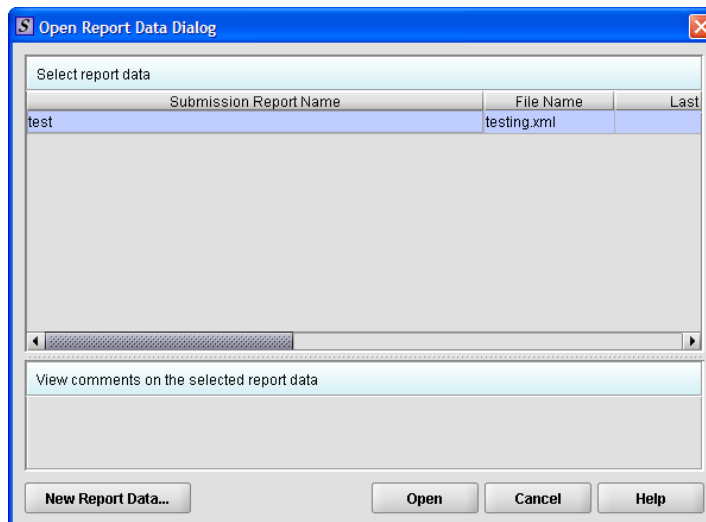 S Open Report Data Dialog
Select report data
Submission Report Name File Name Last
test testing.xml
View comments on the selected report data
New Report Data... Open Cancel Help